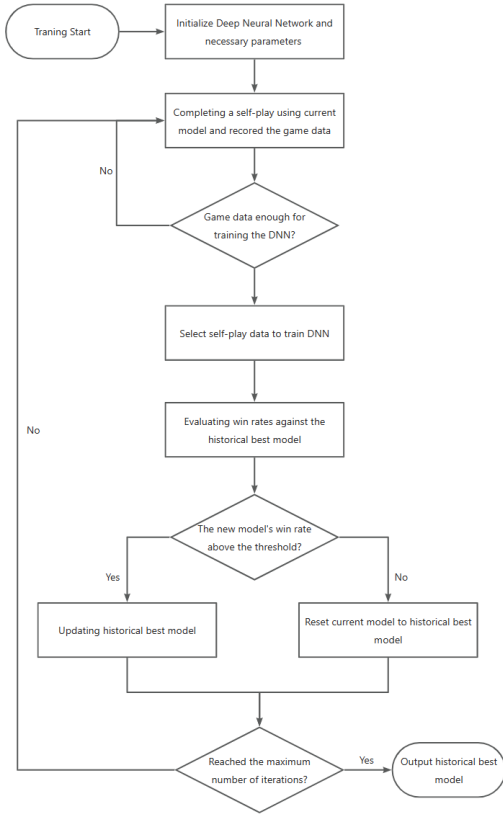 Traning Start
Initialize Deep Neural Network and
necessary parameters
Completing a self-play using current
model and recored the game data
No
Game data enough for
training the DNN?
Select self-play data to train DNN
Evaluating win rates against the
historical best model
No
The new model's win rate
above the threshold?
Yes
No
Updating historical best model
Reset current model to historical best
model
Reached the maximum
number of iterations?
Yes
Output historical best
model